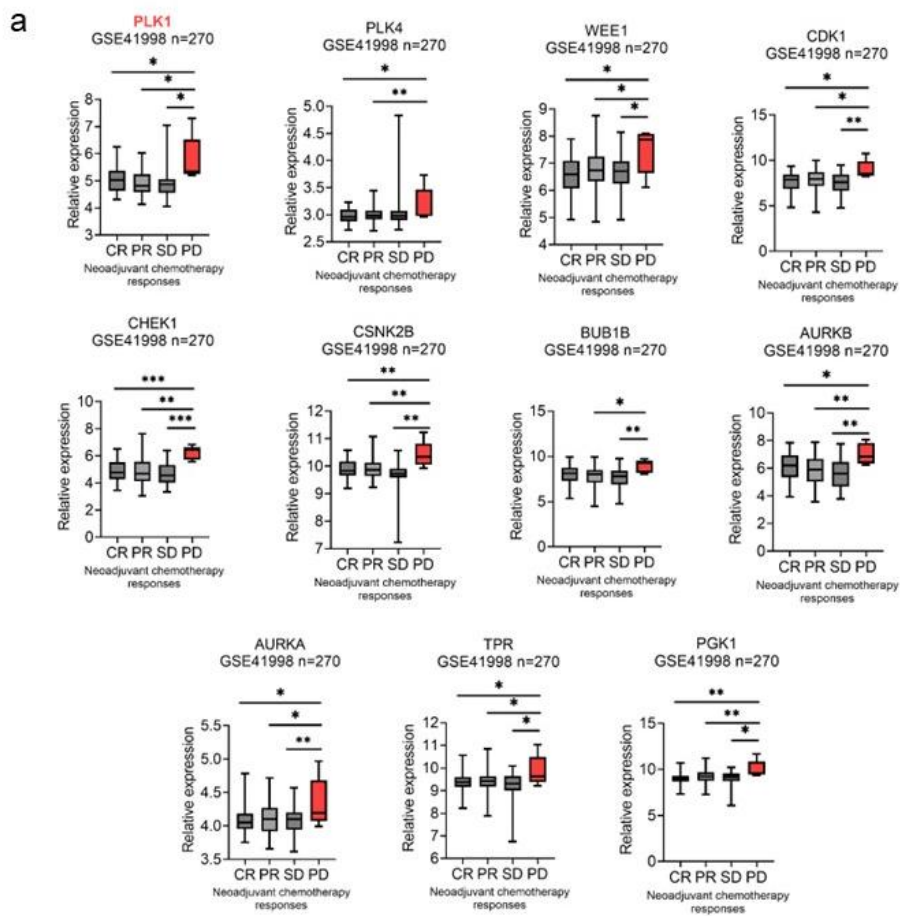 a
PLK1
GSE41998 n=270
*
*
*
Relative expression
8
7
6
5
4
3
CR PR SD PD
Neoadjuvant chemotherapy
responses
PLK4
GSE41998 n=270
*
**
Relative expression
5.0
4.5
4.0
3.5
3.0
2.5
CR PR SD PD
Neoadjuvant chemotherapy
responses
WEE1
GSE41998 n=270
*
*
*
Relative expression
9
8
7
6
5
4
CR PR SD PD
Neoadjuvant chemotherapy
responses
CDK1
GSE41998 n=270
*
*
**
Relative expression
15
10
5
0
CR PR SD PD
Neoadjuvant chemotherapy
responses
CHEK1
GSE41998 n=270
***
**
***
Relative expression
10
8
6
4
2
0
CR PR SD PD
Neoadjuvant chemotherapy
responses
CSNK2B
GSE41998 n=270
**
**
**
Relative expression
12
11
10
9
8
7
CR PR SD PD
Neoadjuvant chemotherapy
responses
BUB1B
GSE41998 n=270
*
**
Relative expression
15
10
5
0
CR PR SD PD
Neoadjuvant chemotherapy
responses
AURKB
GSE41998 n=270
*
**
**
Relative expression
10
8
6
4
2
0
CR PR SD PD
Neoadjuvant chemotherapy
responses
AURKA
GSE41998 n=270
*
*
**
Relative expression
5.5
5.0
4.5
4.0
3.5
CR PR SD PD
Neoadjuvant chemotherapy
responses
TPR
GSE41998 n=270
*
*
*
Relative expression
12
11
10
9
8
7
6
CR PR SD PD
Neoadjuvant chemotherapy
responses
PGK1
GSE41998 n=270
**
**
*
Relative expression
15
10
5
0
CR PR SD PD
Neoadjuvant chemotherapy
responses